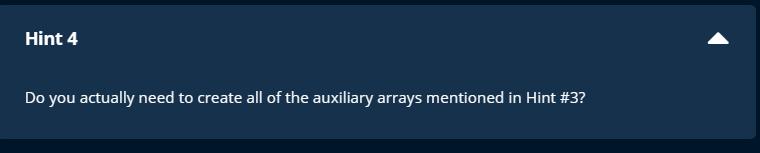 Hint 4
Do you actually need to create all of the auxiliary arrays mentioned in Hint #3?